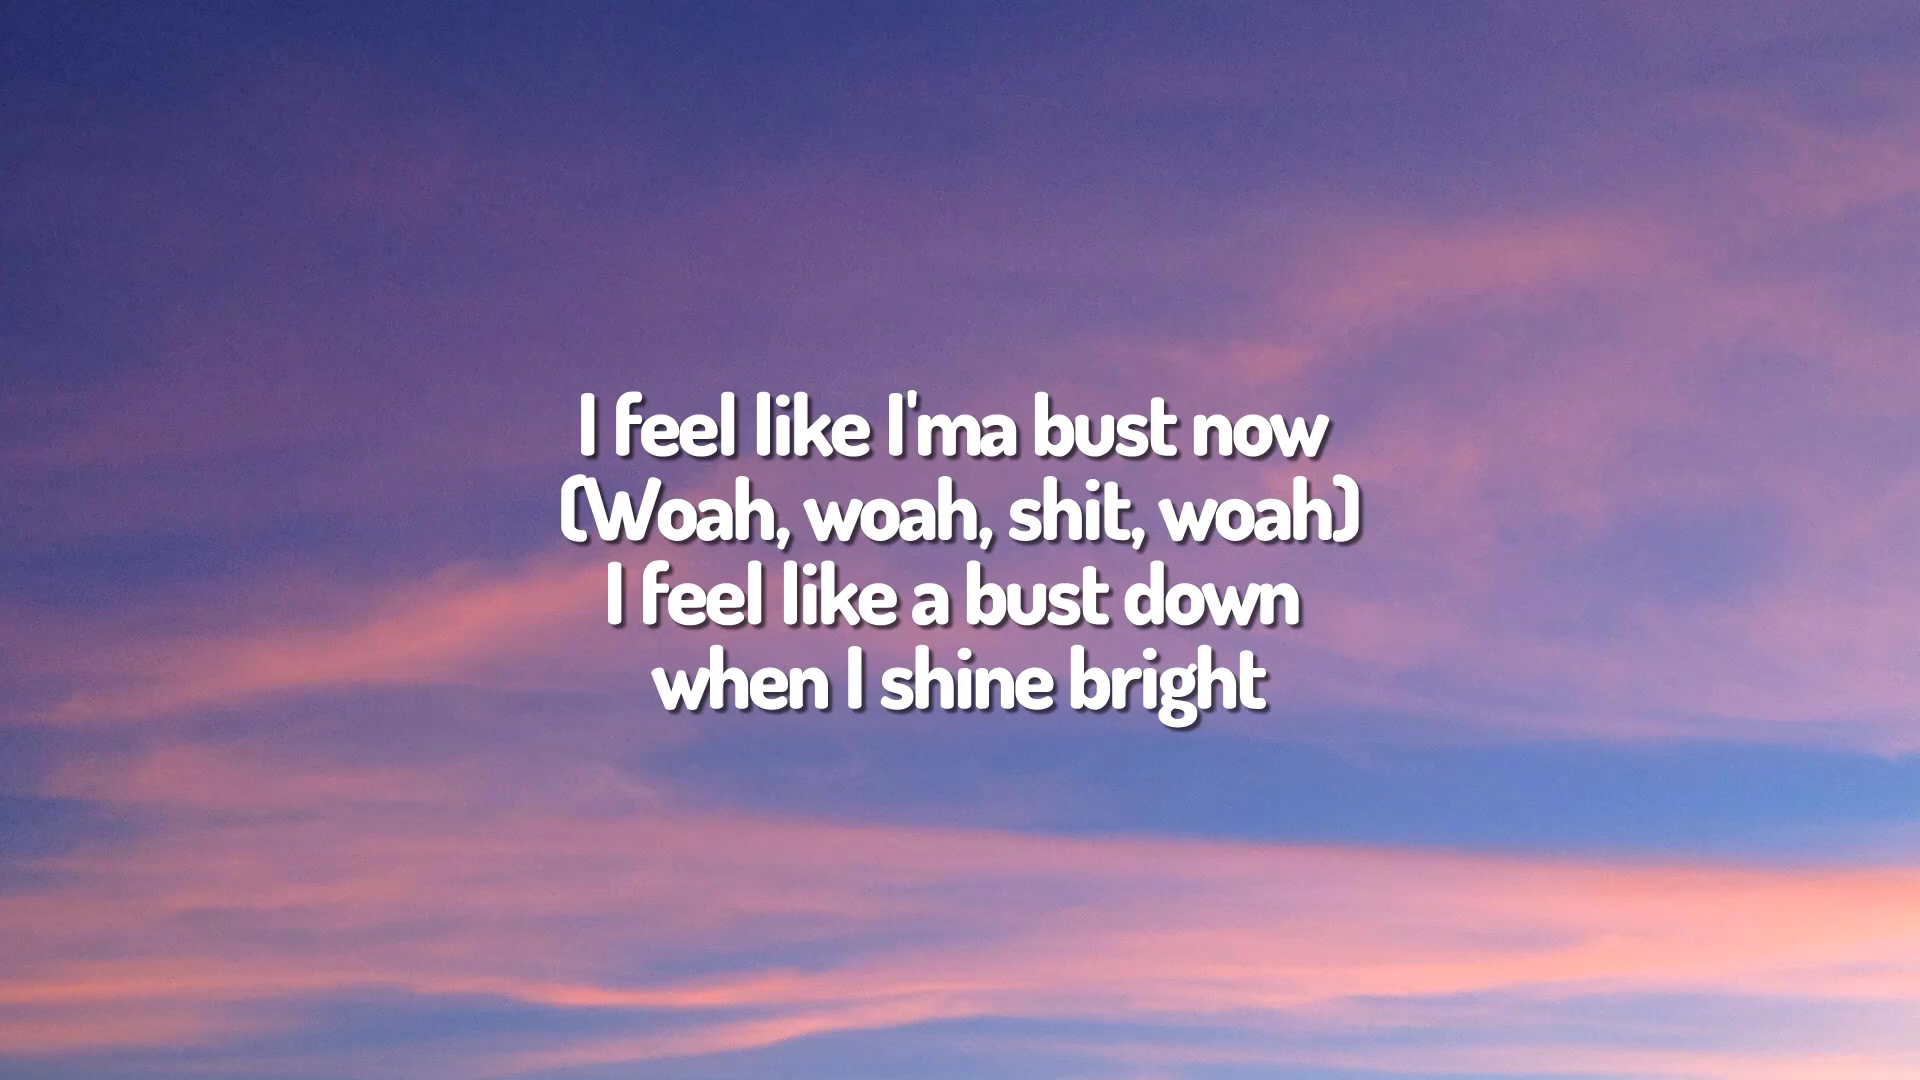 I feel like I'ma bust now
(Woah, woah, shit, woah)
I feel like a bust down
when I shine bright